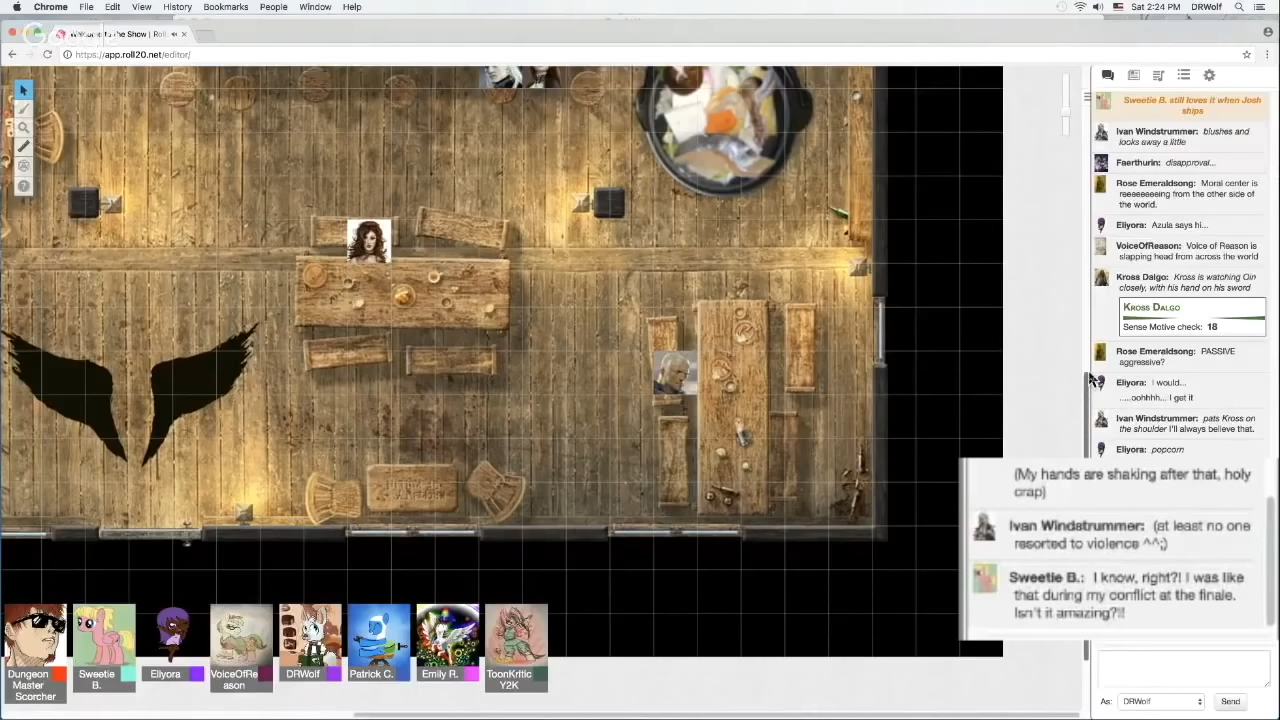 Chrome File Edit View History Bookmarks People Window Help
Sat 2:24 PM DRWolf
Welcome to the Show | Roll
https://app.roll20.net/editor/
Sweetie B. still loves it when Josh
ships
Ivan Windstrummer: blushes and
looks away a little
Faerthurin: disapproval...
Rose Emeraldsong: Moral center is
reeeeeeeing from the other side of
the world.
Eliyora: Azula says hi...
VoiceOfReason: Voice of Reason is
slapping head from across the world
Kross Dalgo: Kross is watching Oin
closely, with his hand on his sword
Kross Dalgo
Sense Motive check: 18
Rose Emeraldsong: PASSIVE
aggressive?
Eliyora: I would...
.....oohhhh... I get it
Ivan Windstrummer: pats Kross on
the shoulder I'll always believe that.
Eliyora: popcorn
(My hands are shaking after that, holy
crap)
Ivan Windstrummer: (at least no one
resorted to violence ^^;)
Sweetie B.: I know, right?! I was like
that during my conflict at the finale.
Isn't it amazing?!!
Dungeon
Master
Scorcher
Sweetie
B.
Eliyora
VoiceOfRe
ason
DRWolf
Patrick C.
Emily R.
ToonKritic
Y2K
As: DRWolf Send